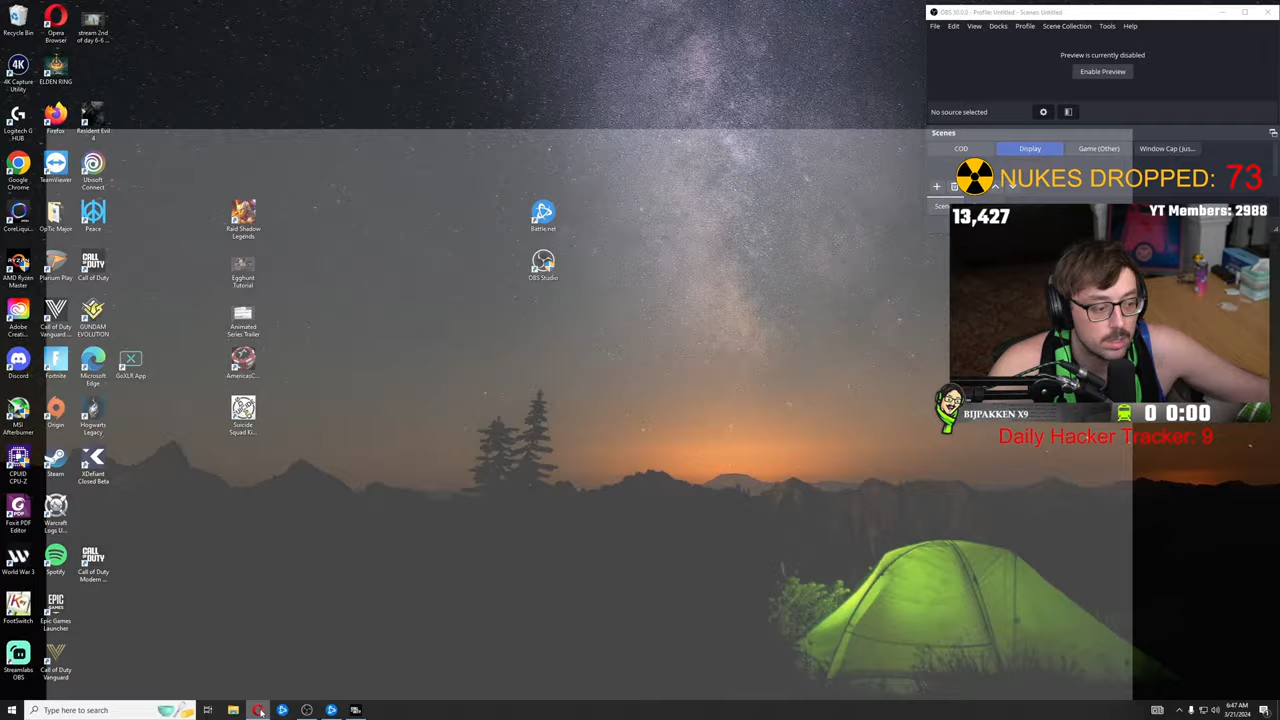 Recycle Bin
Opera Browser
stream 2nd of day 6-6 ...
4K Capture Utility
ELDEN RING
Logitech G HUB
Firefox
Resident Evil 4
Google Chrome
TeamViewer
Ubisoft Connect
CoreLiqui...
OpTic Major
Peace
AMD Ryzen Master
Planum Play
Call of Duty
Adobe Creati...
Call of Duty Vanguard ...
GUNDAM EVOLUTION
Discord
Fortnite
Microsoft Edge
GoXLR App
MSI Afterburner
Origin
Hogwarts Legacy
CPUID CPU-Z
Steam
XDefiant Closed Beta
Foxit PDF Editor
Warcraft Logs U...
World War 3
Spotify
Call of Duty Modern ...
FootSwitch
Epic Games Launcher
Streamlabs OBS
Call of Duty Vanguard
Raid Shadow Legends
Egghunt Tutorial
Animated Series Trailer
AmericasC...
Suicide Squad Ki...
Battle.net
OBS Studio
OBS 30.0.0 - Profile: Untitled - Scenes: Untitled
File Edit View Docks Profile Scene Collection Tools Help
Preview is currently disabled
Enable Preview
No source selected
Scenes
COD Display Game (Other) Window Cap (Jus...
NUKES DROPPED: 73
13,427
YT Members: 2988
BIJPAKKEN X9
0 0:00
Daily Hacker Tracker: 9
Type here to search
6:47 AM
3/21/2024